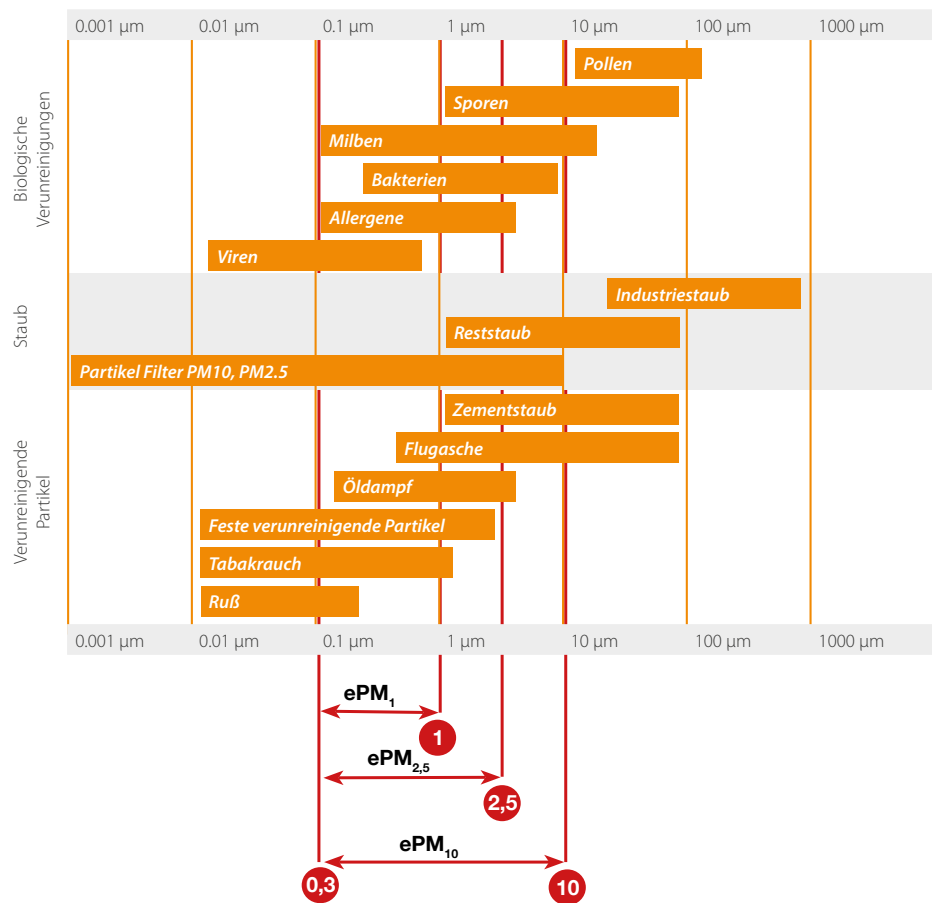 0.001 µm 0.01 µm 0.1 µm 1 µm 10 µm 100 µm 1000 µm
Biologische
Verunreinigungen
Pollen
Sporen
Milben
Bakterien
Allergene
Viren
Staub
Industriestaub
Reststaub
Partikel Filter PM10, PM2.5
Verunreinigende
Partikel
Zementstaub
Flugasche
Öldampf
Feste verunreinigende Partikel
Tabakrauch
Ruß
0.001 µm 0.01 µm 0.1 µm 1 µm 10 µm 100 µm 1000 µm
ePM1
1
ePM2,5
2,5
ePM10
0,3 10